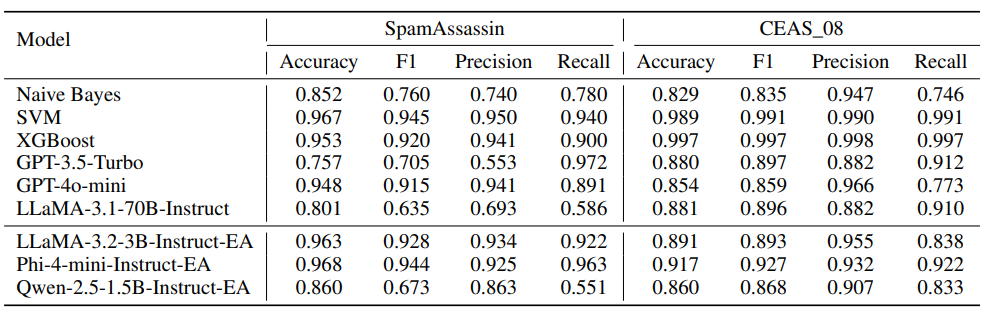 Model SpamAssassin CEAS_08
Accuracy F1 Precision Recall Accuracy F1 Precision Recall
Naive Bayes 0.852 0.760 0.740 0.780 0.829 0.835 0.947 0.746
SVM 0.967 0.945 0.950 0.940 0.989 0.991 0.990 0.991
XGBoost 0.953 0.920 0.941 0.900 0.997 0.997 0.998 0.997
GPT-3.5-Turbo 0.757 0.705 0.553 0.972 0.880 0.897 0.882 0.912
GPT-4o-mini 0.948 0.915 0.941 0.891 0.854 0.859 0.966 0.773
LLaMA-3.1-70B-Instruct 0.801 0.635 0.693 0.586 0.881 0.896 0.882 0.910
LLaMA-3.2-3B-Instruct-EA 0.963 0.928 0.934 0.922 0.891 0.893 0.955 0.838
Phi-4-mini-Instruct-EA 0.968 0.944 0.925 0.963 0.917 0.927 0.932 0.922
Qwen-2.5-1.5B-Instruct-EA 0.860 0.673 0.863 0.551 0.860 0.868 0.907 0.833